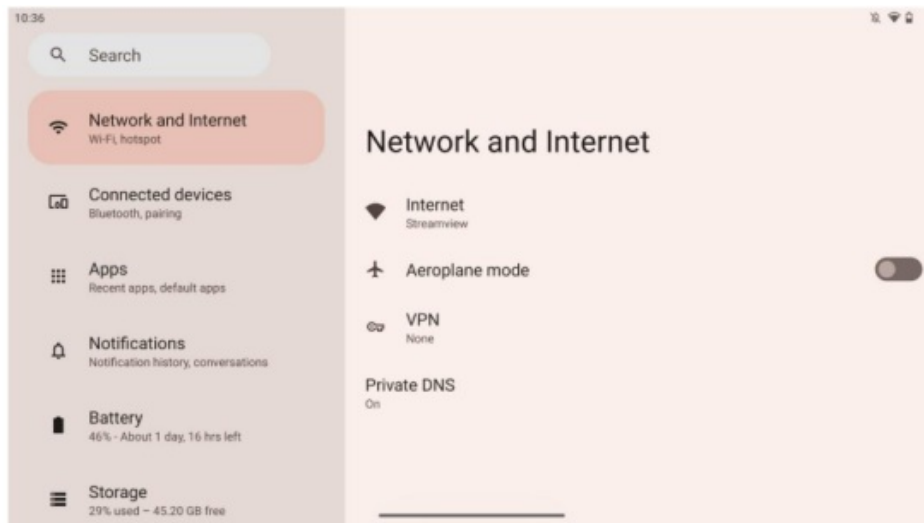 10:36
Search
Network and Internet
Wi-Fi, hotspot
Connected devices
Bluetooth, pairing
Apps
Recent apps, default apps
Notifications
Notification history, conversations
Battery
46% - About 1 day, 16 hrs left
Storage
29% used – 45.20 GB free
Network and Internet
Internet
Streamview
Aeroplane mode
VPN
None
Private DNS
On